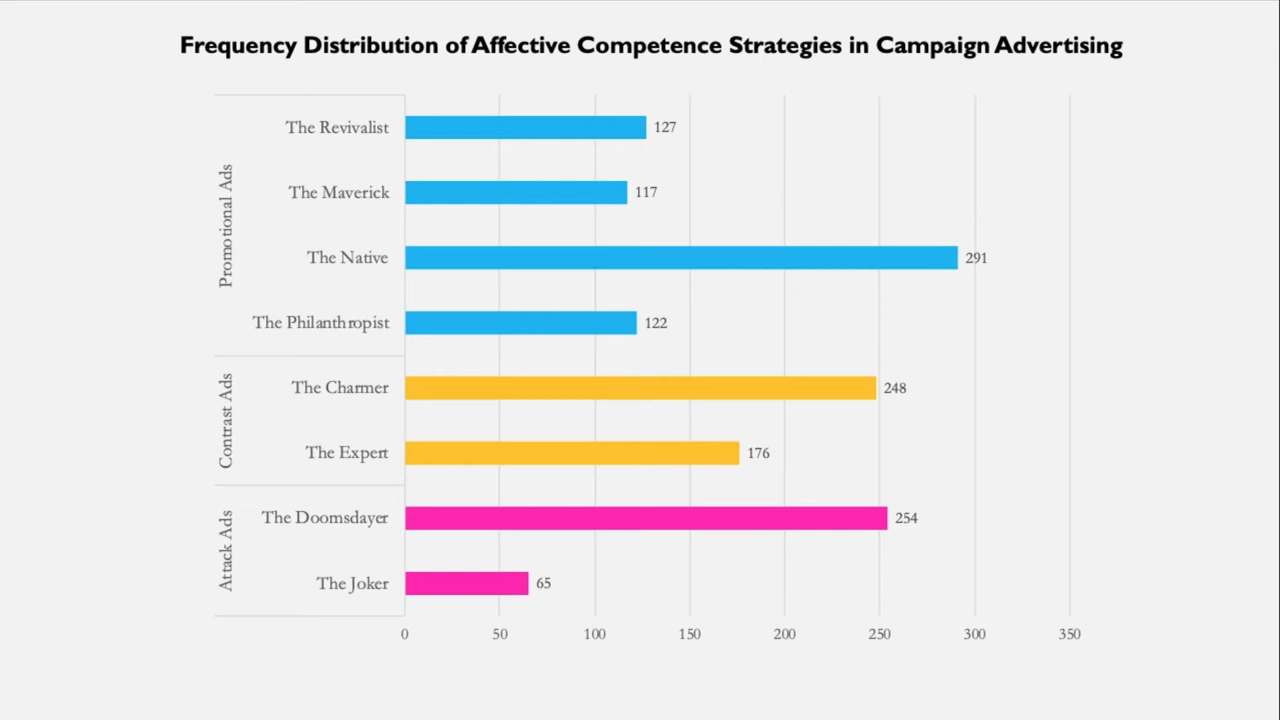 Frequency Distribution of Affective Competence Strategies in Campaign Advertising
Promotional Ads
The Revivalist 127
The Maverick 117
The Native 291
The Philanthropist 122
Contrast Ads
The Charmer 248
The Expert 176
Attack Ads
The Doomsdayer 254
The Joker 65
0 50 100 150 200 250 300 350